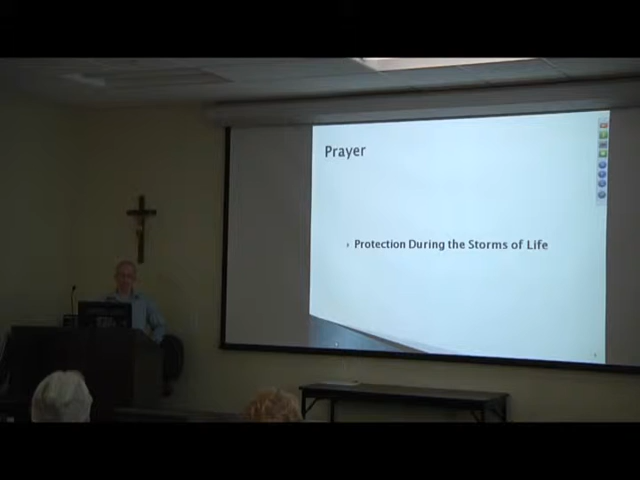 Prayer
Protection During the Storms of Life